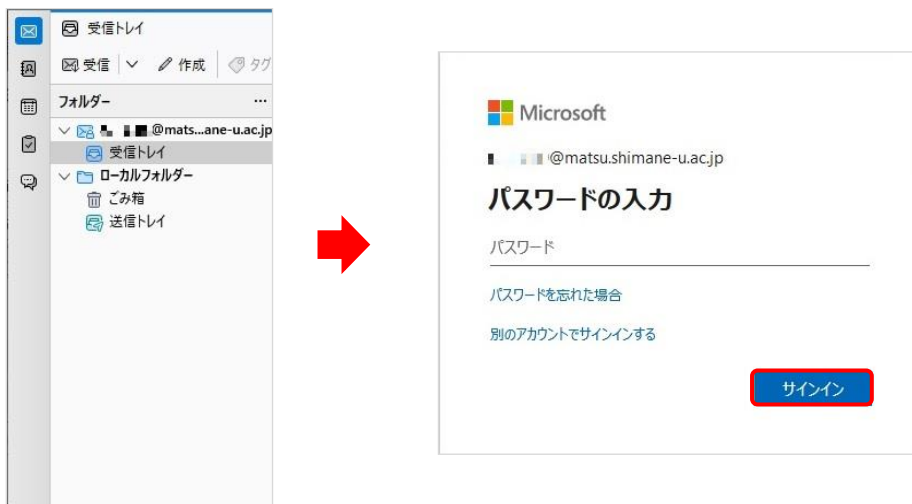 受信トレイ
受信 作成 タグ
フォルダー ...
@mats...ane-u.ac.jp
受信トレイ
ローカルフォルダー
ごみ箱
送信トレイ
Microsoft
@matsu.shimane-u.ac.jp
パスワードの入力
パスワード
パスワードを忘れた場合
別のアカウントでサインインする
サインイン